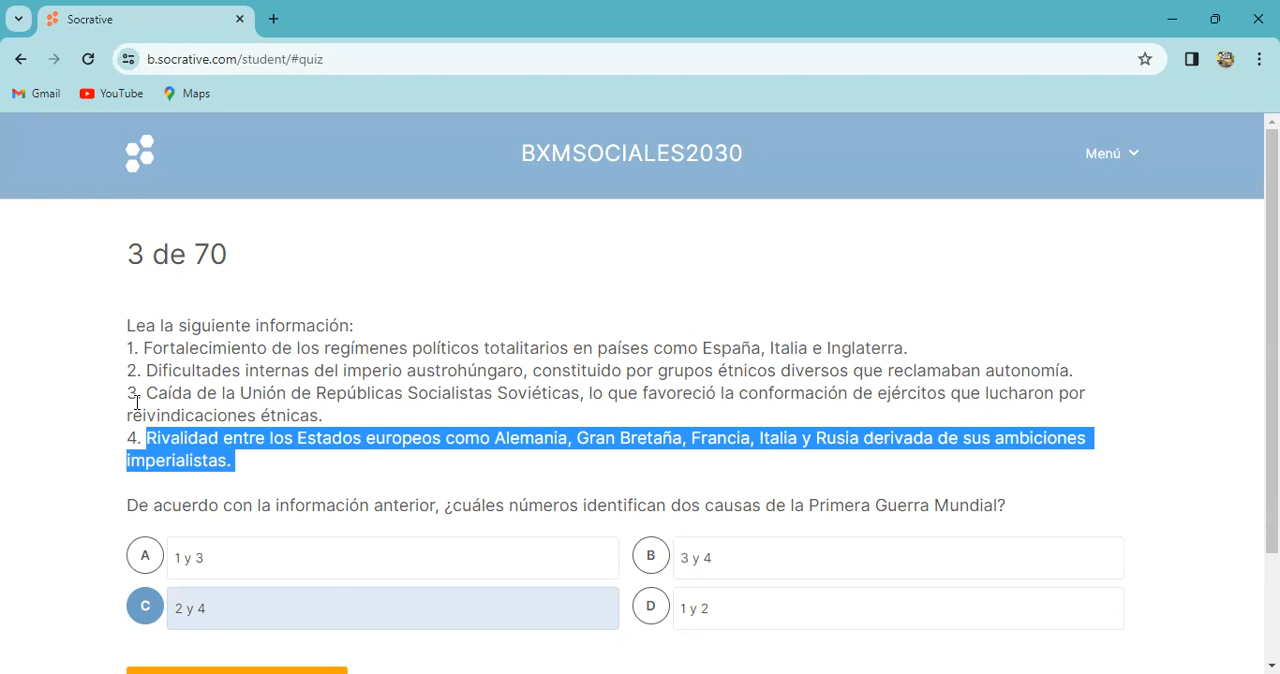 Socrative
b.socrative.com/student/#quiz
Gmail
YouTube
Maps
BXMSOCIALES2030
Menú
3 de 70
Lea la siguiente información:
1. Fortalecimiento de los regímenes políticos totalitarios en países como España, Italia e Inglaterra.
2. Dificultades internas del imperio austrohúngaro, constituido por grupos étnicos diversos que reclamaban autonomía.
3. Caída de la Unión de Repúblicas Socialistas Soviéticas, lo que favoreció la conformación de ejércitos que lucharon por
reivindicaciones étnicas.
4. Rivalidad entre los Estados europeos como Alemania, Gran Bretaña, Francia, Italia y Rusia derivada de sus ambiciones
imperialistas.
De acuerdo con la información anterior, ¿cuáles números identifican dos causas de la Primera Guerra Mundial?
A 1 y 3
B 3 y 4
C 2 y 4
D 1 y 2